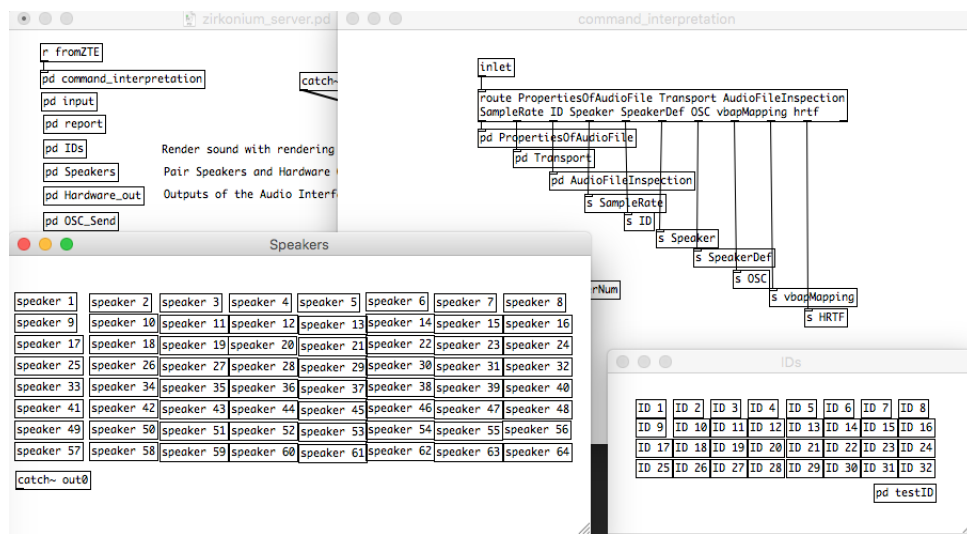 zirkonium_server.pd
r fromZTE
pd command_interpretation
catch~
pd input
pd report
pd IDs
Render sound with rendering
pd Speakers
Pair Speakers and Hardware
pd Hardware_out
Outputs of the Audio Interf
pd OSC_Send
command_interpretation
inlet
route PropertiesOfAudioFile Transport AudioFileInspection
SampleRate ID Speaker SpeakerDef OSC vbapMapping hrtf
pd PropertiesOfAudioFile
pd Transport
pd AudioFileInspection
s SampleRate
s ID
s Speaker
s SpeakerDef
s OSC
s vbapMapping
s HRTF
rNum
Speakers
speaker 1 speaker 2 speaker 3 speaker 4 speaker 5 speaker 6 speaker 7 speaker 8
speaker 9 speaker 10 speaker 11 speaker 12 speaker 13 speaker 14 speaker 15 speaker 16
speaker 17 speaker 18 speaker 19 speaker 20 speaker 21 speaker 22 speaker 23 speaker 24
speaker 25 speaker 26 speaker 27 speaker 28 speaker 29 speaker 30 speaker 31 speaker 32
speaker 33 speaker 34 speaker 35 speaker 36 speaker 37 speaker 38 speaker 39 speaker 40
speaker 41 speaker 42 speaker 43 speaker 44 speaker 45 speaker 46 speaker 47 speaker 48
speaker 49 speaker 50 speaker 51 speaker 52 speaker 53 speaker 54 speaker 55 speaker 56
speaker 57 speaker 58 speaker 59 speaker 60 speaker 61 speaker 62 speaker 63 speaker 64
catch~ out0
IDs
ID 1 ID 2 ID 3 ID 4 ID 5 ID 6 ID 7 ID 8
ID 9 ID 10 ID 11 ID 12 ID 13 ID 14 ID 15 ID 16
ID 17 ID 18 ID 19 ID 20 ID 21 ID 22 ID 23 ID 24
ID 25 ID 26 ID 27 ID 28 ID 29 ID 30 ID 31 ID 32
pd testID